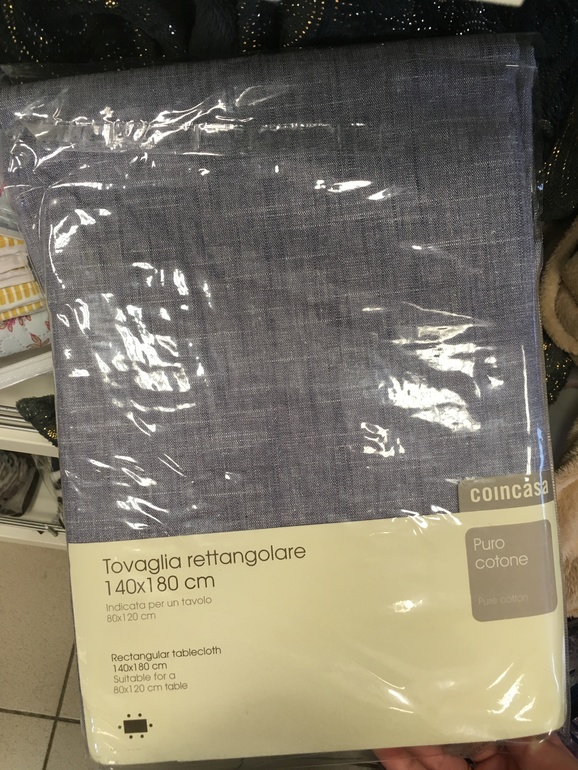 coincasa
Puro
cotone
Pure cotton
Tovaglia rettangolare
140x180 cm
Indicata per un tavolo
80x120 cm
Rectangular tablecloth
140x180 cm
Suitable for a
80x120 cm table